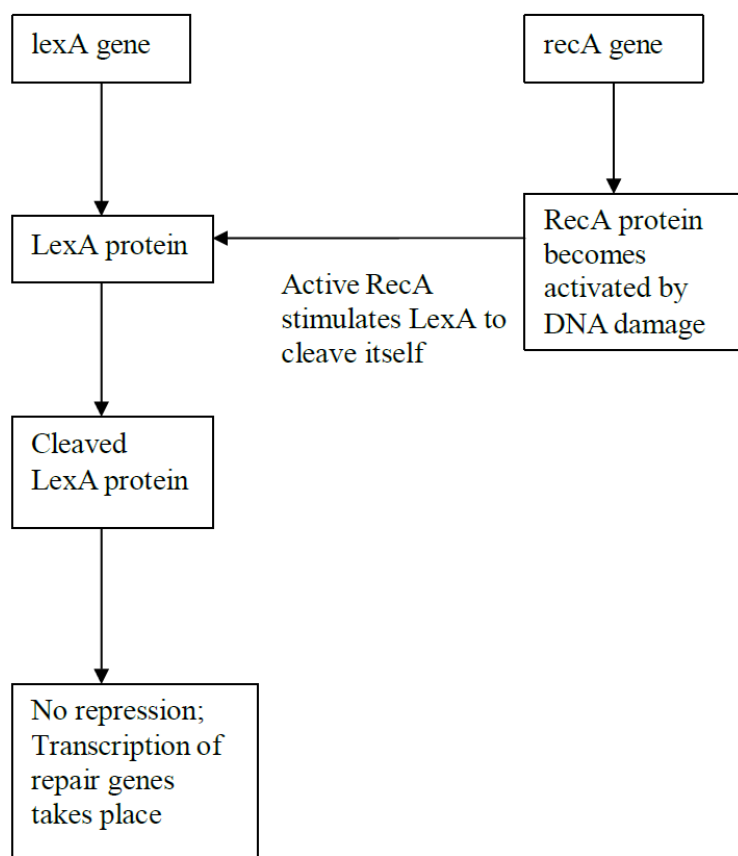 lexA gene
recA gene
LexA protein
RecA protein
becomes
activated by
DNA damage
Active RecA
stimulates LexA to
cleave itself
Cleaved
LexA protein
No repression;
Transcription of
repair genes
takes place